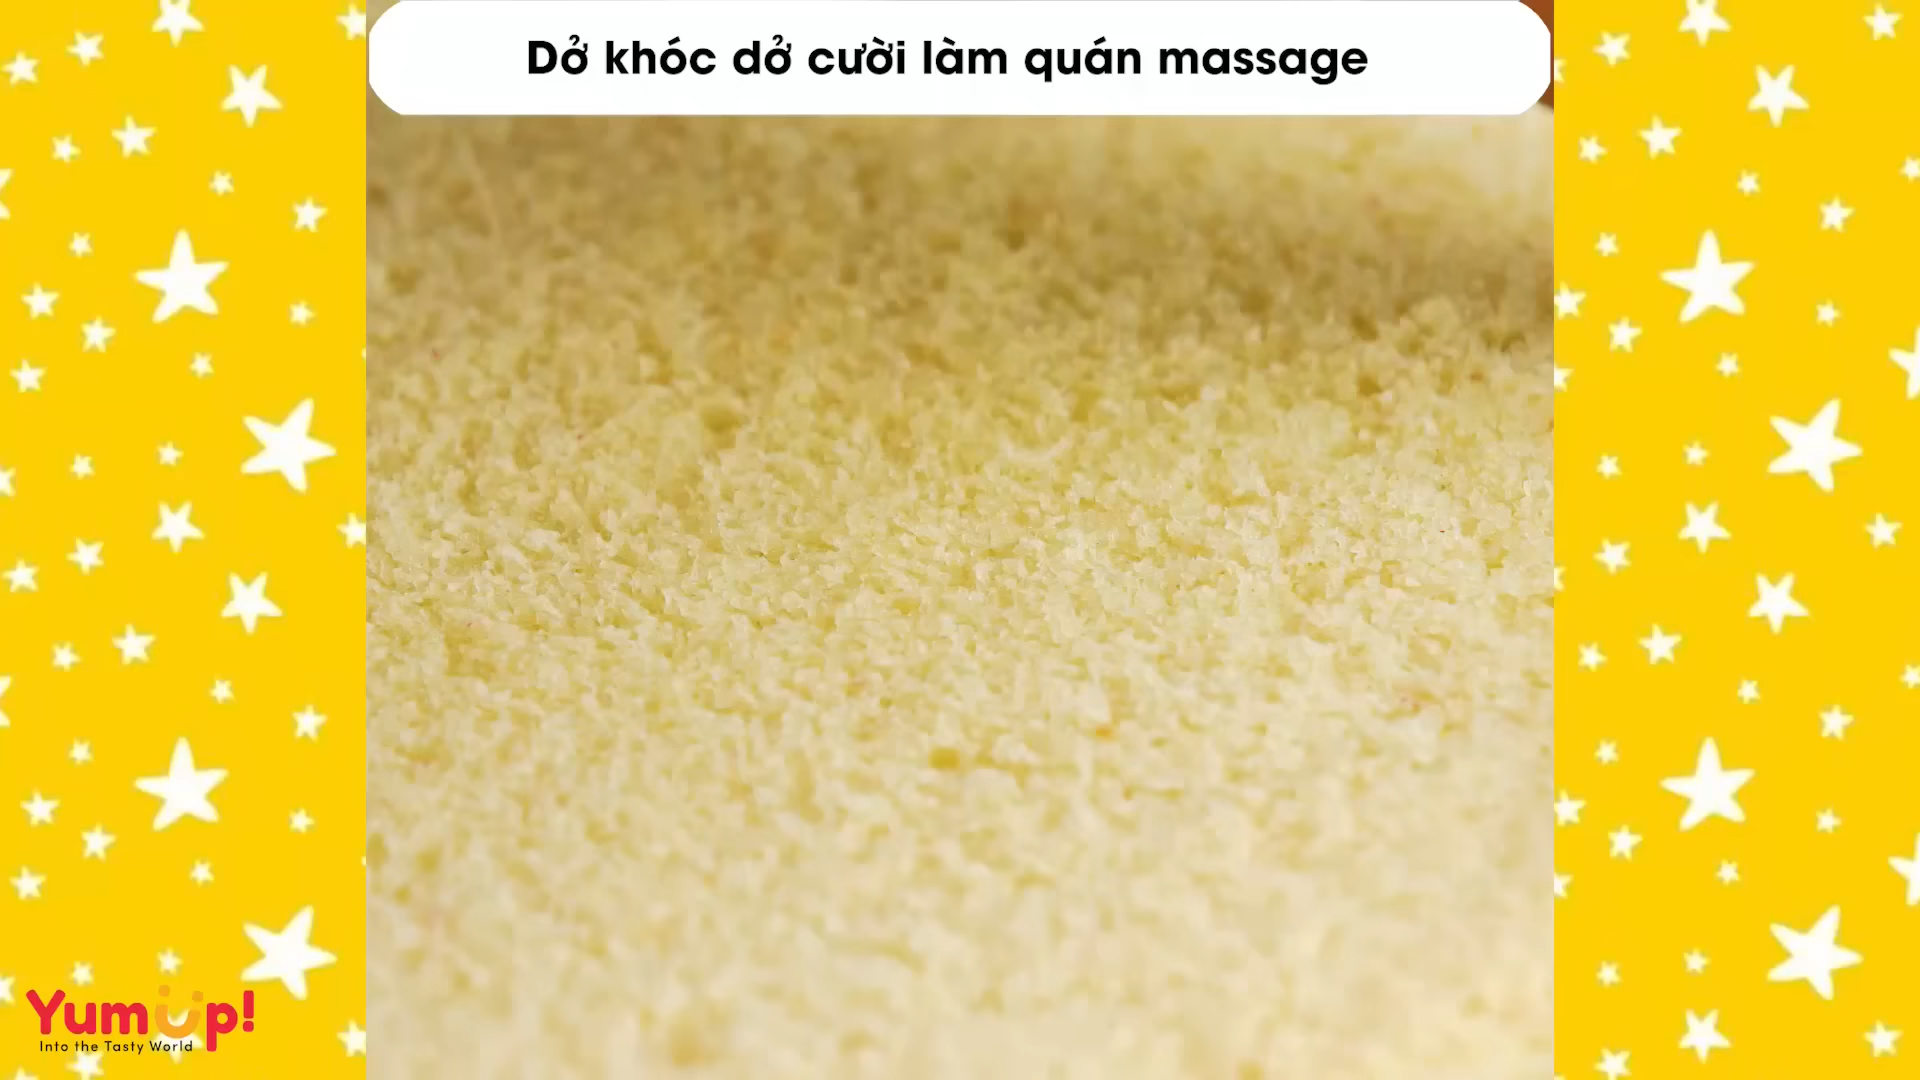 Dở khóc dở cười làm quán massage
YumUp!
Into the Tasty World